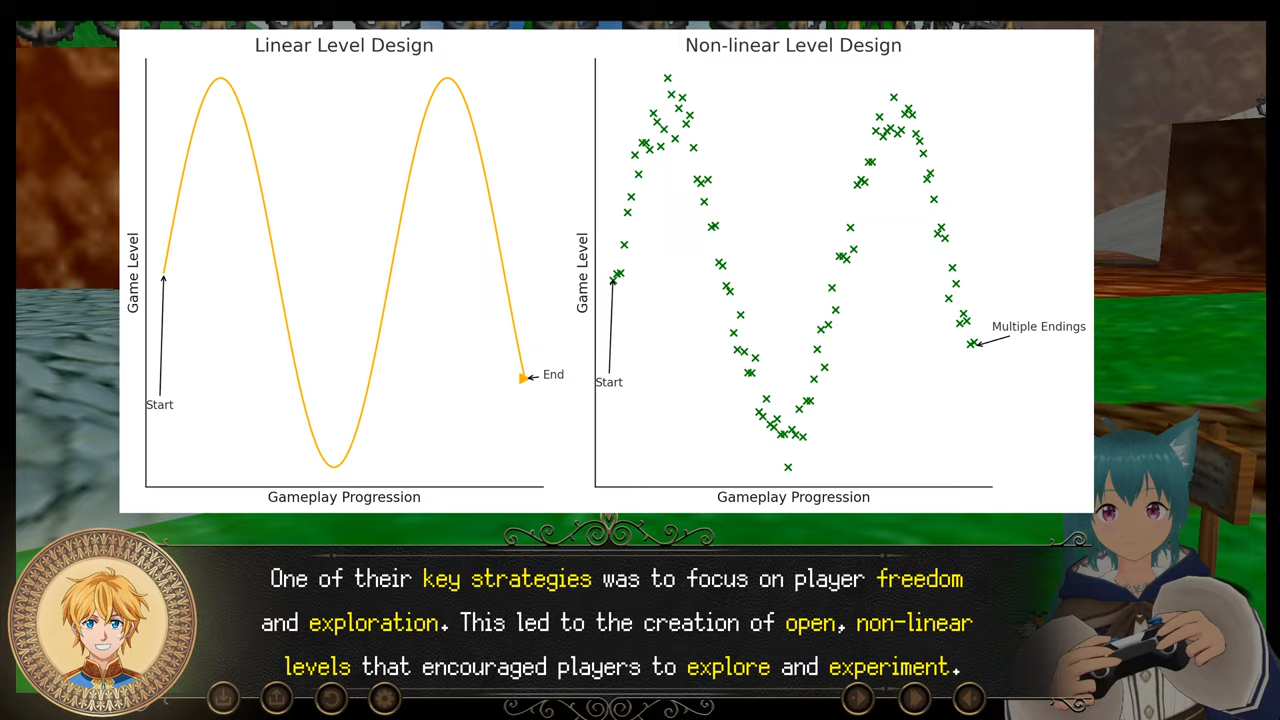 Linear Level Design
Non-linear Level Design
Game Level
Game Level
Start
End
Start
Multiple Endings
Gameplay Progression
Gameplay Progression
One of their key strategies was to focus on player freedom
and exploration. This led to the creation of open, non-linear
levels that encouraged players to explore and experiment.